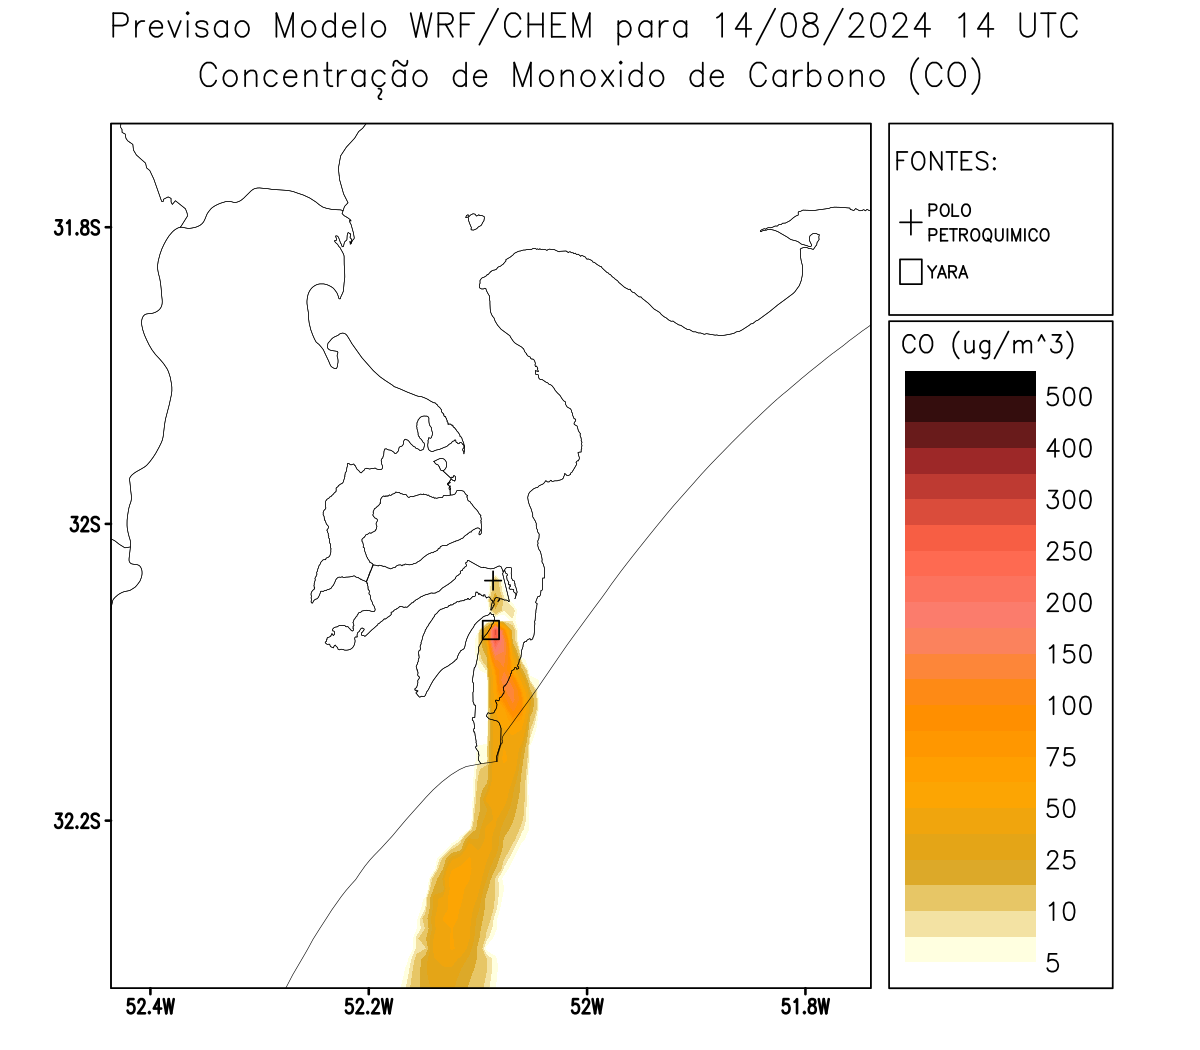 Previsao Modelo WRF/CHEM para 14/08/2024 14 UTC
Concentração de Monoxido de Carbono (CO)
FONTES:
POLO
PETROQUIMICO
YARA
CO (ug/m^3)
500
400
300
250
200
150
100
75
50
25
10
5
31.8S
32S
32.2S
52.4W
52.2W
52W
51.8W